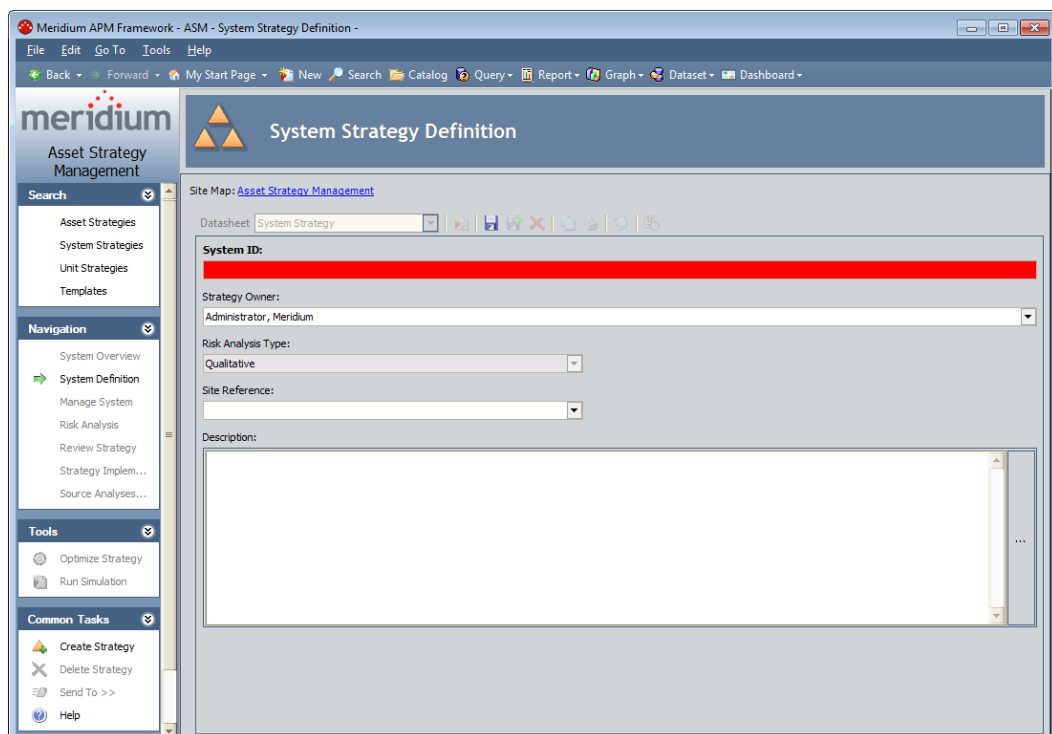 Meridium APM Framework - ASM - System Strategy Definition -
File Edit Go To Tools Help
Back Forward My Start Page New Search Catalog Query Report Graph Dataset Dashboard
meridium
Asset Strategy
Management
Search
Asset Strategies
System Strategies
Unit Strategies
Templates
Navigation
System Overview
System Definition
Manage System
Risk Analysis
Review Strategy
Strategy Implem...
Source Analyses...
Tools
Optimize Strategy
Run Simulation
Common Tasks
Create Strategy
Delete Strategy
Send To >>
Help
System Strategy Definition
Site Map: Asset Strategy Management
Datasheet System Strategy
System ID:
Strategy Owner:
Administrator, Meridium
Risk Analysis Type:
Qualitative
Site Reference:
Description:
...